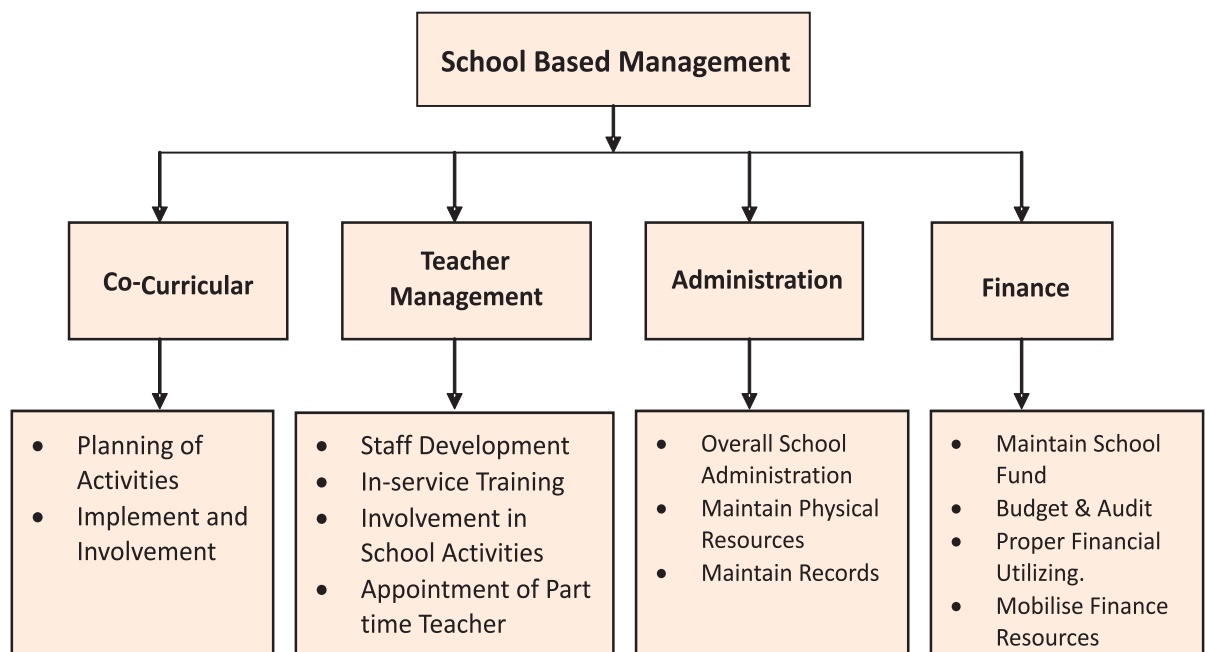 School Based Management
Co-Curricular
Teacher
Management
Administration
Finance
• Planning of
Activities
• Implement and
Involvement
• Staff Development
• In-service Training
• Involvement in
School Activities
• Appointment of Part
time Teacher
• Overall School
Administration
• Maintain Physical
Resources
• Maintain Records
• Maintain School
Fund
• Budget & Audit
• Proper Financial
Utilizing.
• Mobilise Finance
Resources